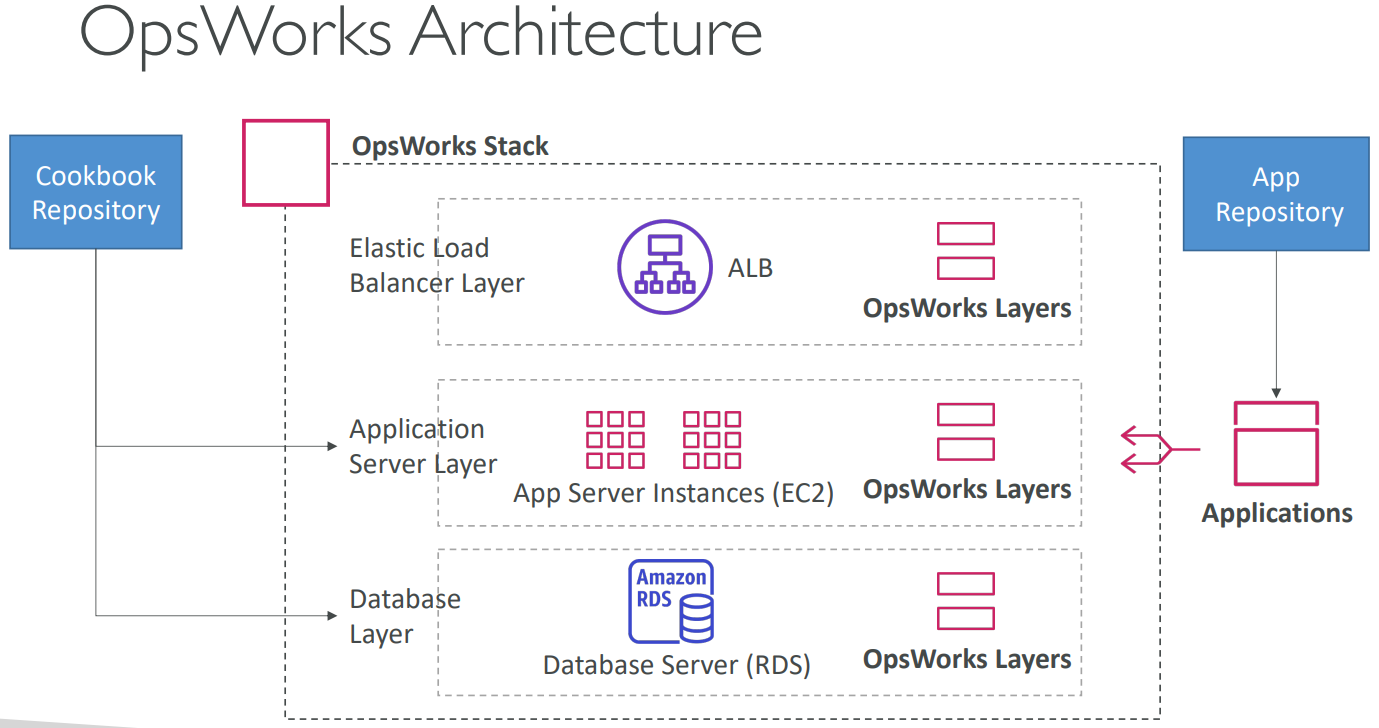 OpsWorks Architecture
Cookbook
Repository
OpsWorks Stack
App
Repository
Elastic Load
Balancer Layer
ALB
OpsWorks Layers
Application
Server Layer
App Server Instances (EC2)
OpsWorks Layers
Applications
Database
Layer
Amazon
RDS
Database Server (RDS)
OpsWorks Layers